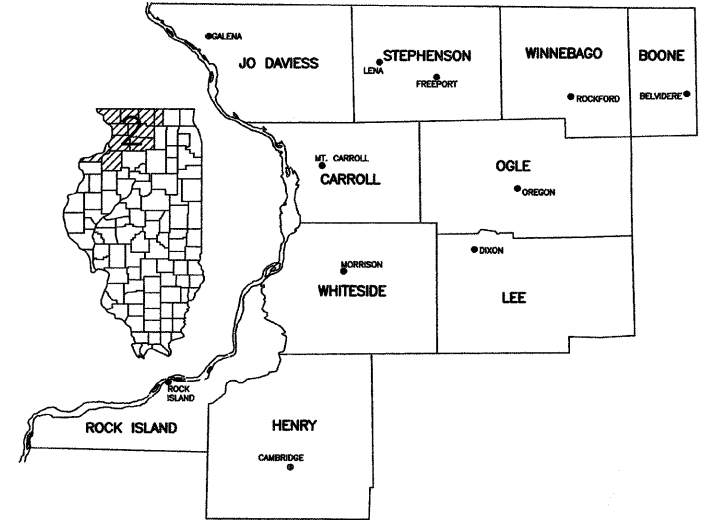 GALENA
JO DAVIESS
STEPHENSON
LENA
FREEPORT
WINNEBAGO
ROCKFORD
BOONE
BELVIDERE
2
MT. CARROLL
CARROLL
OGLE
OREGON
MORRISON
WHITESIDE
DIXON
LEE
ROCK
ISLAND
ROCK ISLAND
HENRY
CAMBRIDGE